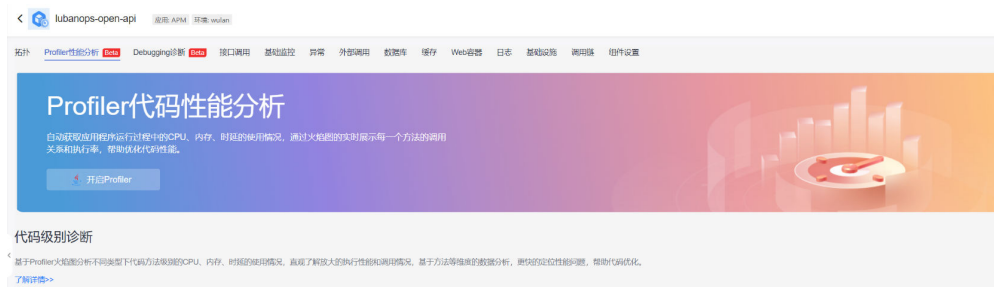 lubanops-open-api 应用: APM 环境: wulan
拓扑 Profiler性能分析 Beta Debugging诊断 Beta 接口调用 基础监控 异常 外部调用 数据库 缓存 Web容器 日志 基础设施 调用链 组件设置
Profiler代码性能分析
自动获取应用程序运行过程中的CPU、内存、时延的使用情况，通过火焰图的实时展示每一个方法的调用
关系和执行率，帮助优化代码性能。
开启Profiler
代码级别诊断
基于Profiler火焰图分析不同类型下代码方法级别的CPU、内存、时延的使用情况，直观了解放大的执行性能和调用情况，基于方法等维度的数据分析，更快的定位性能问题，帮助代码优化。
了解详情>>